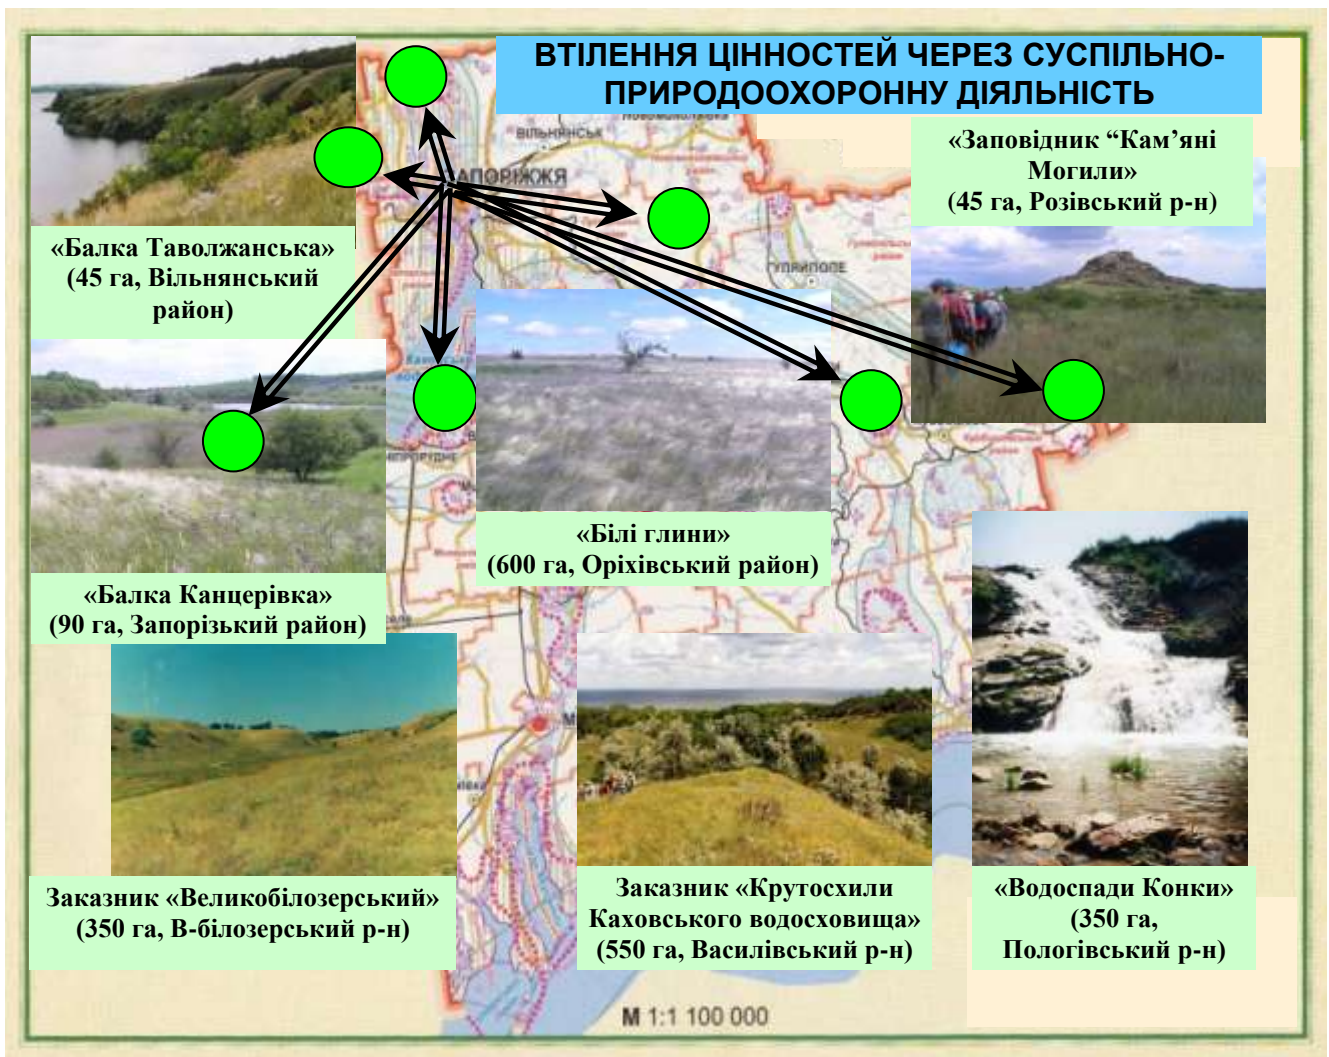 ВТІЛЕННЯ ЦІННОСТЕЙ ЧЕРЕЗ СУСПІЛЬНО-
ПРИРОДООХОРОННУ ДІЯЛЬНІСТЬ
ВІЛЬНЯНСЬК
АПОРІЖЖЯ
ГУЛЯЙПОЛЕ
«Заповідник “Кам’яні
Могили»
(45 га, Розівський р-н)
«Балка Таволжанська»
(45 га, Вільнянський
район)
«Білі глини»
(600 га, Оріхівський район)
«Балка Канцерівка»
(90 га, Запорізький район)
Заказник «Великобілозерський»
(350 га, В-білозерський р-н)
Заказник «Крутосхили
Каховського водосховища»
(550 га, Василівський р-н)
«Водоспади Конки»
(350 га,
Пологівський р-н)
М 1:1 100 000